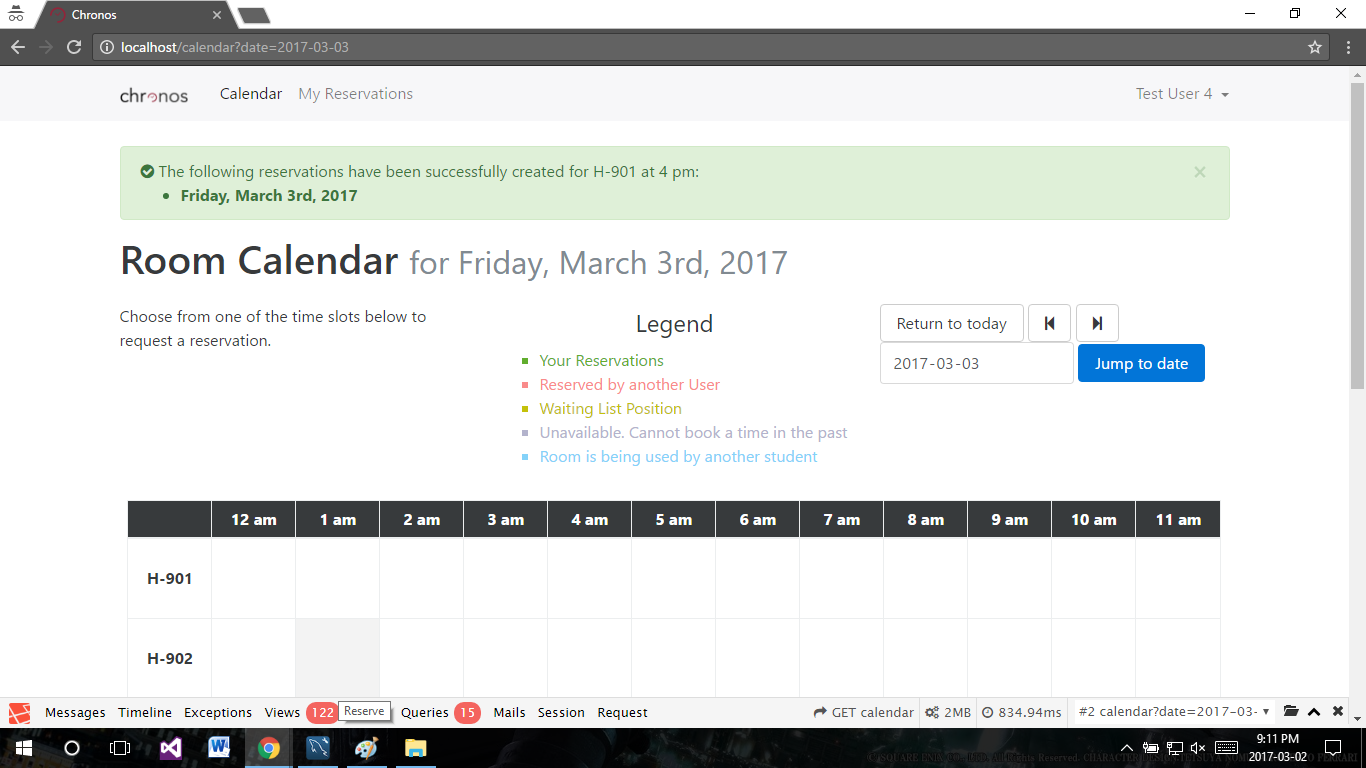 Chronos
localhost/calendar?date=2017-03-03
chronos Calendar My Reservations Test User 4
The following reservations have been successfully created for H-901 at 4 pm: ×
Friday, March 3rd, 2017
Room Calendar for Friday, March 3rd, 2017
Choose from one of the time slots below to
request a reservation.
Legend
Your Reservations
Reserved by another User
Waiting List Position
Unavailable. Cannot book a time in the past
Room is being used by another student
Return to today
2017-03-03 Jump to date
12 am 1 am 2 am 3 am 4 am 5 am 6 am 7 am 8 am 9 am 10 am 11 am
H-901
H-902
Messages Timeline Exceptions Views 122 Reserve Queries 15 Mails Session Request GET calendar 2MB 834.94ms #2 calendar?date=2017-03-
9:11 PM
2017-03-02